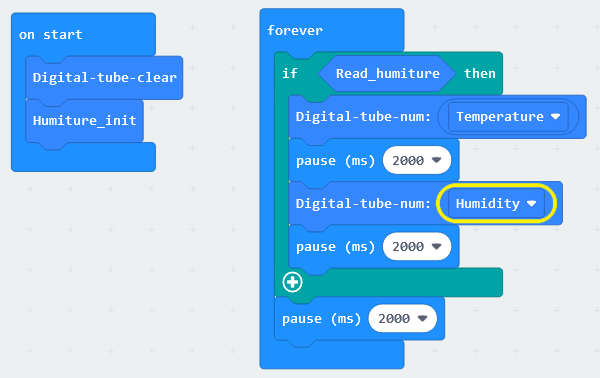 on start
Digital-tube-clear
Humiture_init
forever
if Read_humiture then
Digital-tube-num: Temperature
pause (ms) 2000
Digital-tube-num: Humidity
pause (ms) 2000
pause (ms) 2000